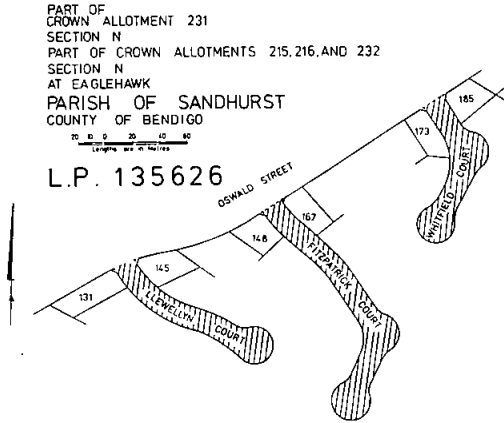 PART OF
CROWN ALLOTMENT 231
SECTION N
PART OF CROWN ALLOTMENTS 215, 216, AND 232
SECTION N
AT EAGLEHAWK
PARISH OF SANDHURST
COUNTY OF BENDIGO
20 10 0 20 40 60
Lengths are in Metres
L.P. 135626
OSWALD STREET
185
173
WHITFIELD COURT
167
148
FITZPATRICK COURT
145
131
LLEWELLYN COURT